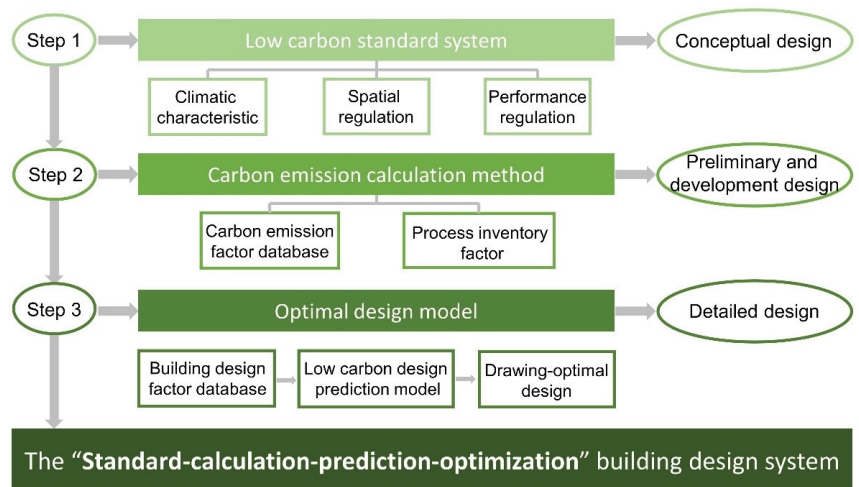 Step 1
Low carbon standard system
Conceptual design
Climatic
characteristic
Spatial
regulation
Performance
regulation
Step 2
Carbon emission calculation method
Preliminary and
development design
Carbon emission
factor database
Process inventory
factor
Step 3
Optimal design model
Detailed design
Building design
factor database
Low carbon design
prediction model
Drawing-optimal
design
The “Standard-calculation-prediction-optimization” building design system